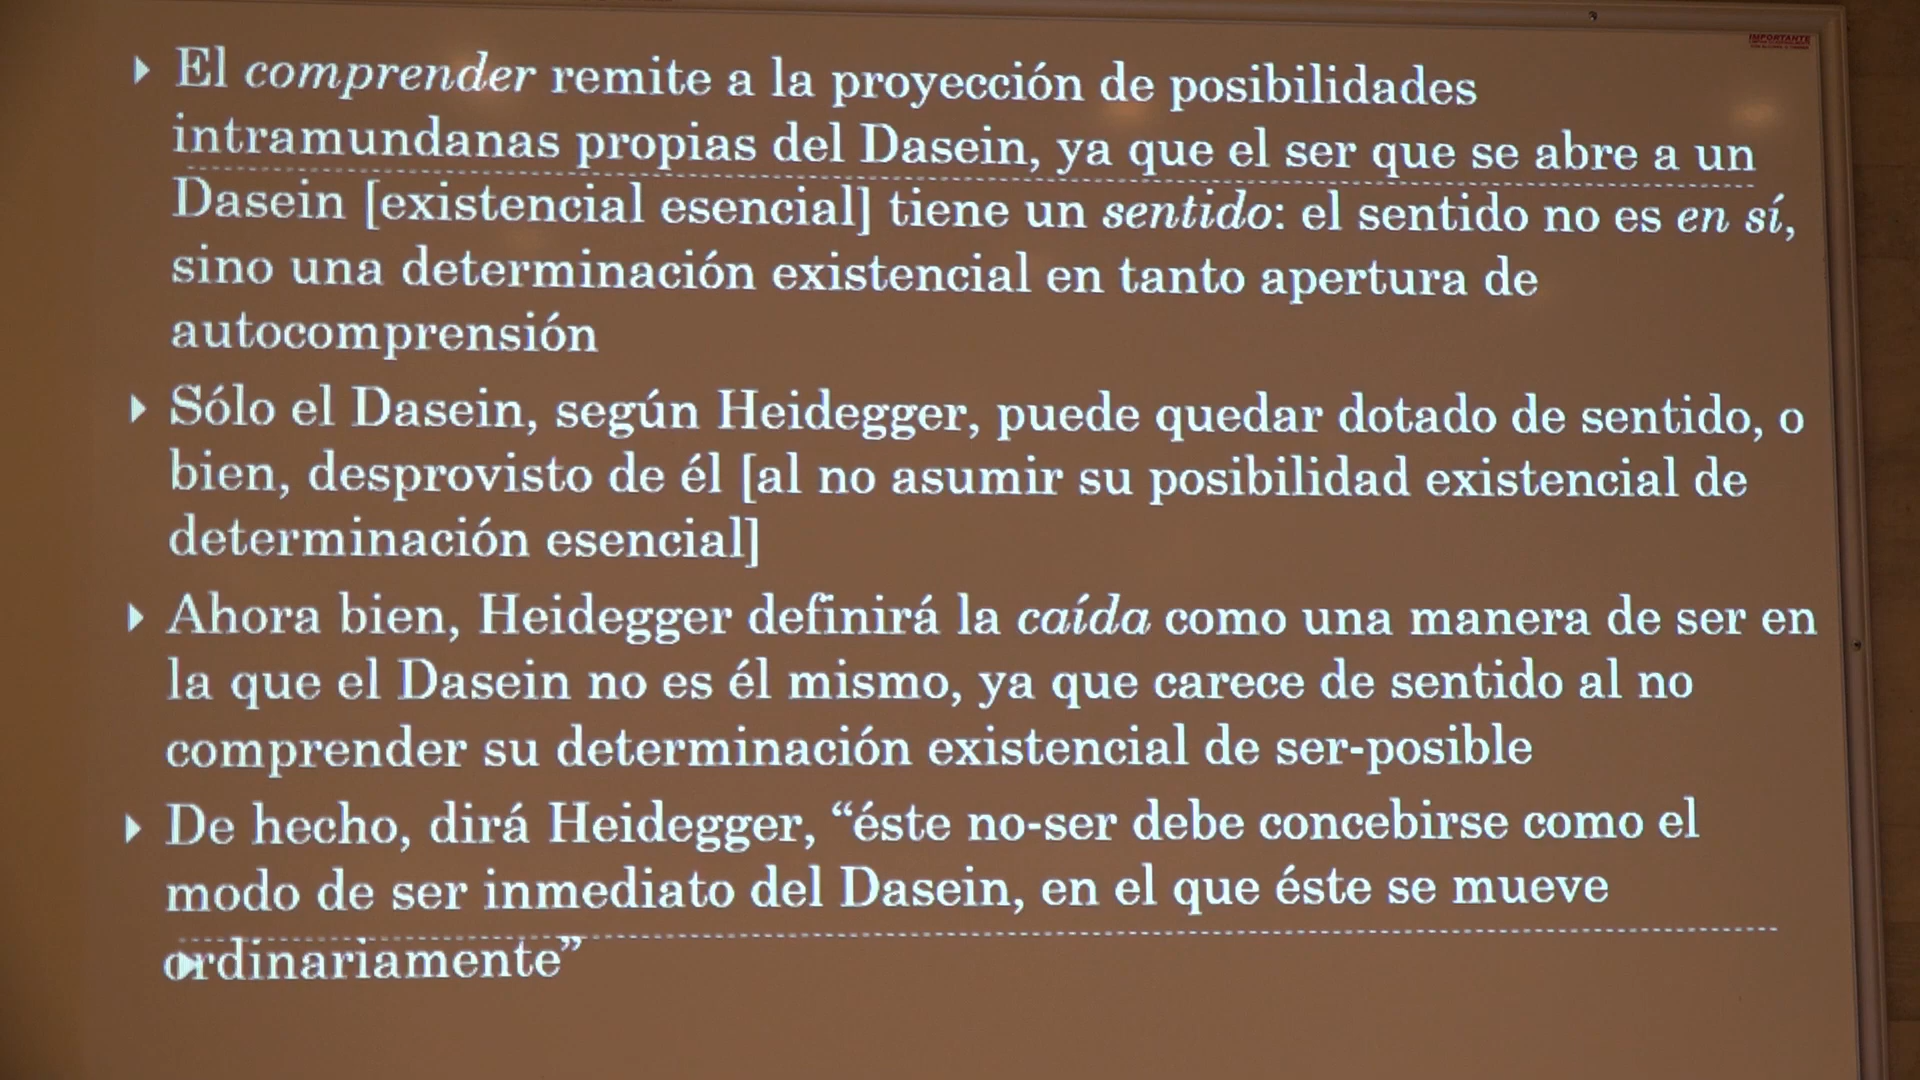 El comprender remite a la proyección de posibilidades
intramundanas propias del Dasein, ya que el ser que se abre a un
Dasein [existencial esencial] tiene un sentido: el sentido no es en sí,
sino una determinación existencial en tanto apertura de
autocomprensión
Sólo el Dasein, según Heidegger, puede quedar dotado de sentido, o
bien, desprovisto de él [al no asumir su posibilidad existencial de
determinación esencial]
Ahora bien, Heidegger definirá la caída como una manera de ser en
la que el Dasein no es él mismo, ya que carece de sentido al no
comprender su determinación existencial de ser-posible
De hecho, dirá Heidegger, “éste no-ser debe concebirse como el
modo de ser inmediato del Dasein, en el que éste se mueve
ordinariamente”
IMPORTANTE